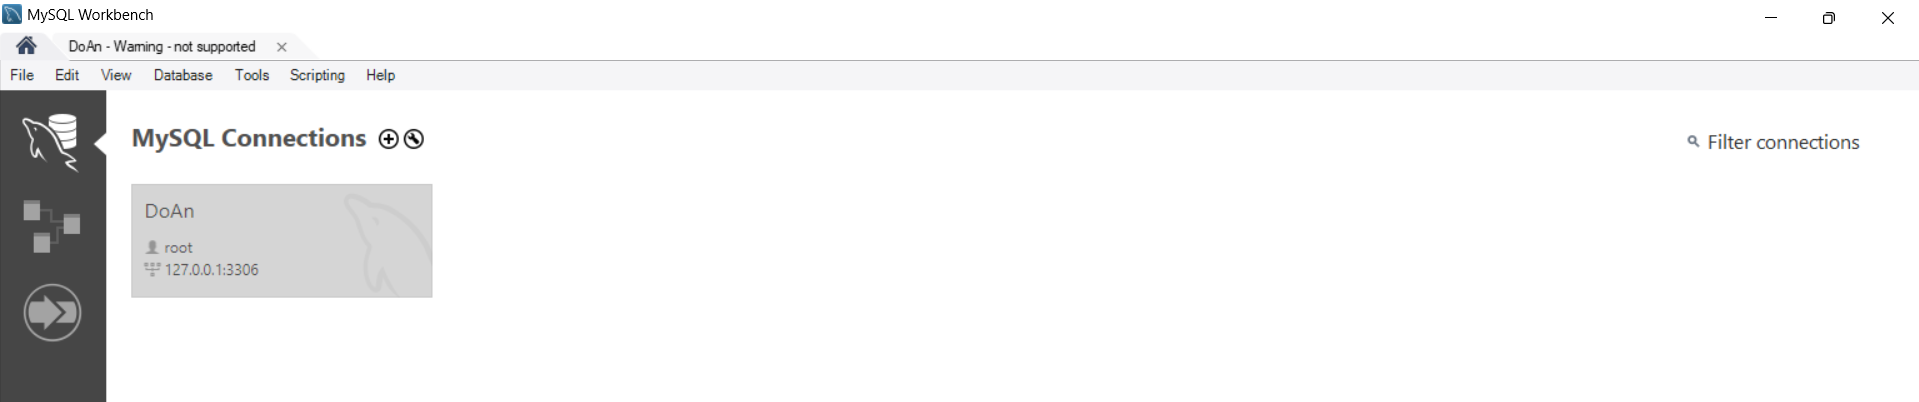 MySQL Workbench
DoAn - Warning - not supported
File Edit View Database Tools Scripting Help
MySQL Connections
Filter connections
DoAn
root
127.0.0.1:3306